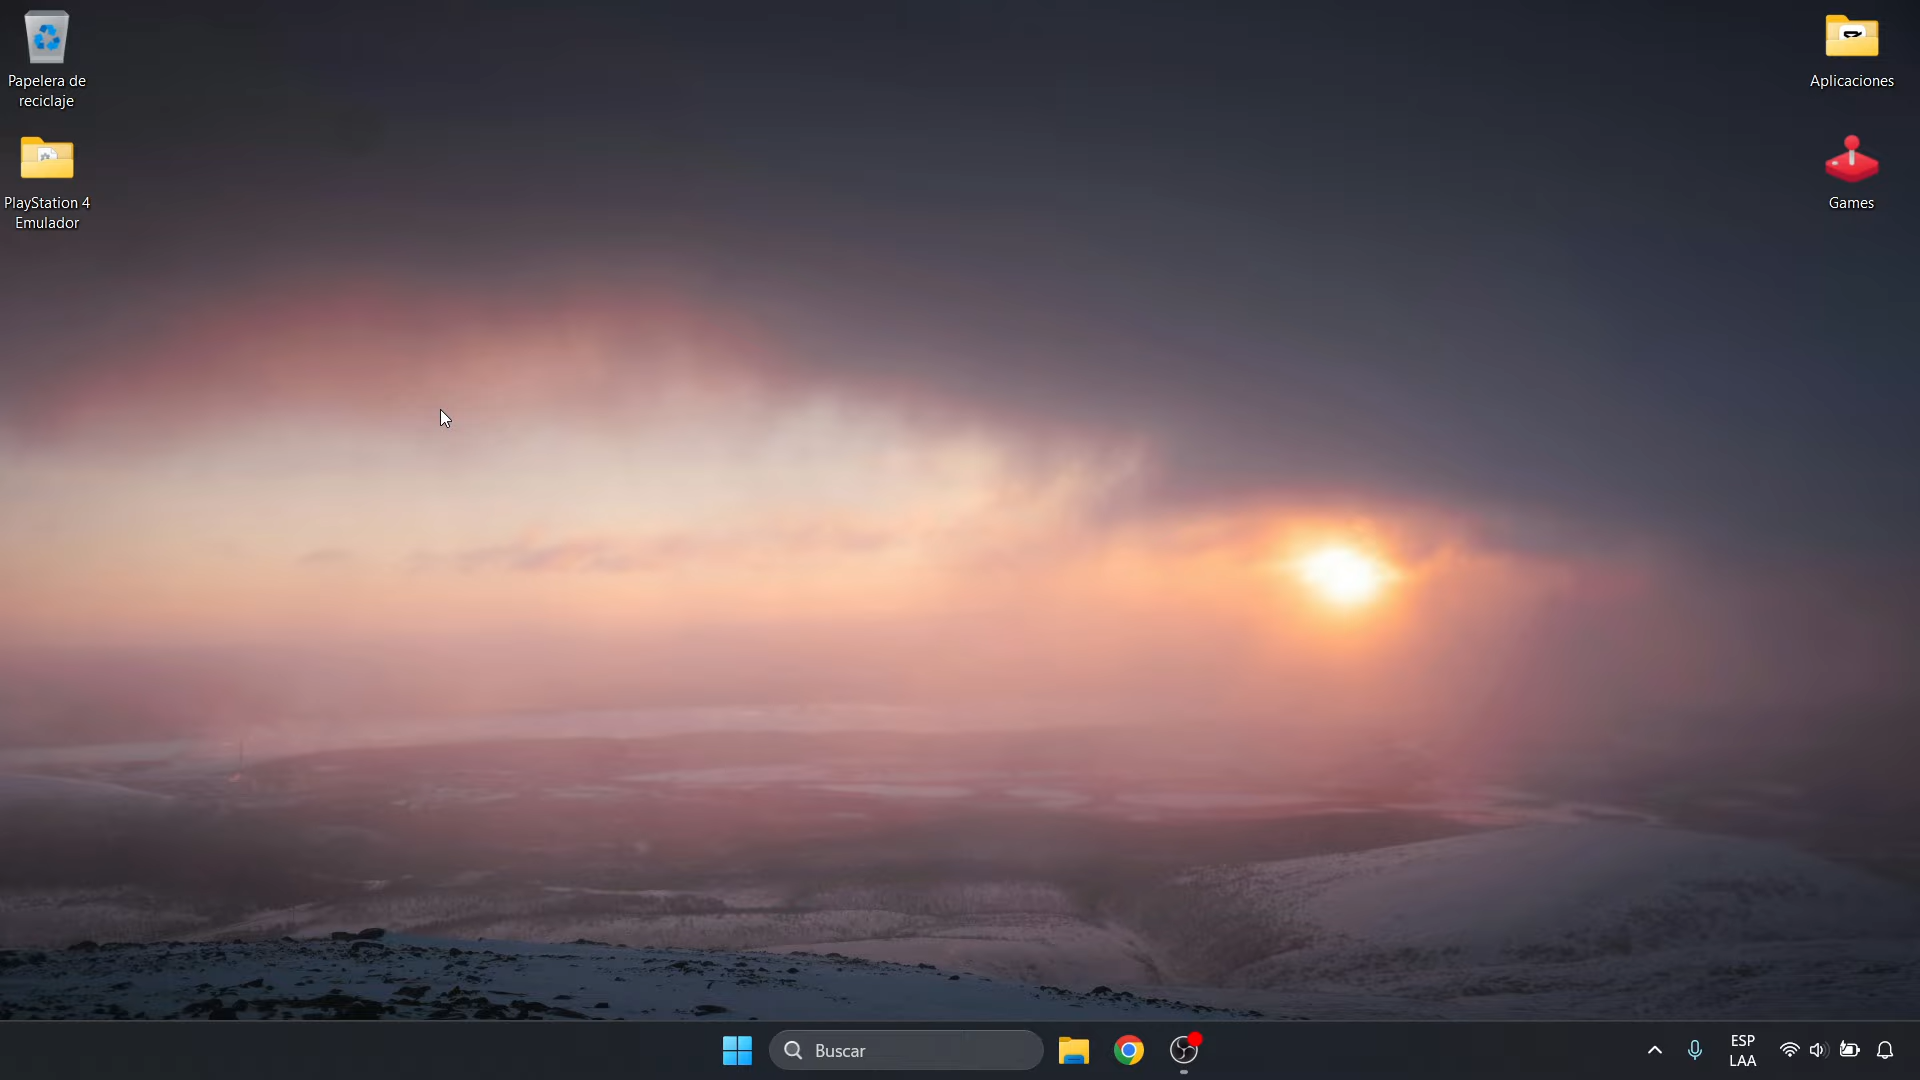 Papelera de
reciclaje
PlayStation 4
Emulador
Aplicaciones
Games
Buscar
ESP
LAA